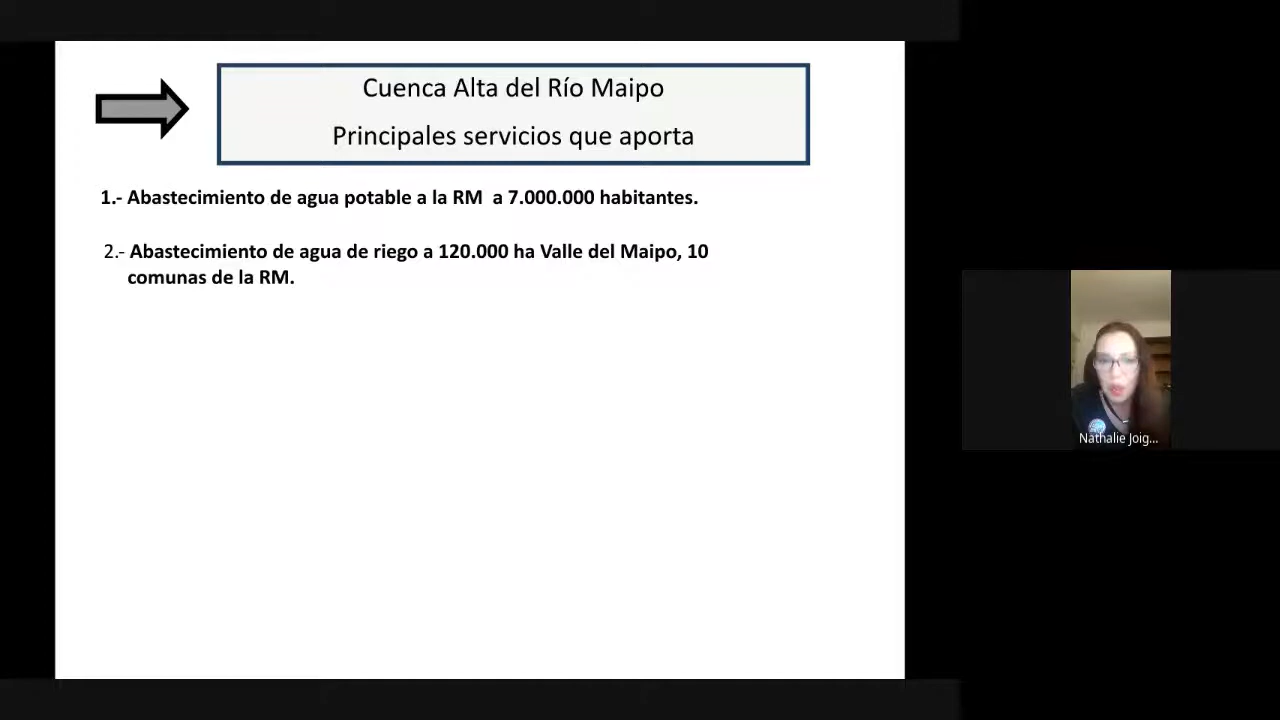 Cuenca Alta del Río Maipo
Principales servicios que aporta
1.- Abastecimiento de agua potable a la RM  a 7.000.000 habitantes.
2.- Abastecimiento de agua de riego a 120.000 ha Valle del Maipo, 10
comunas de la RM.
Nathalie Joig...